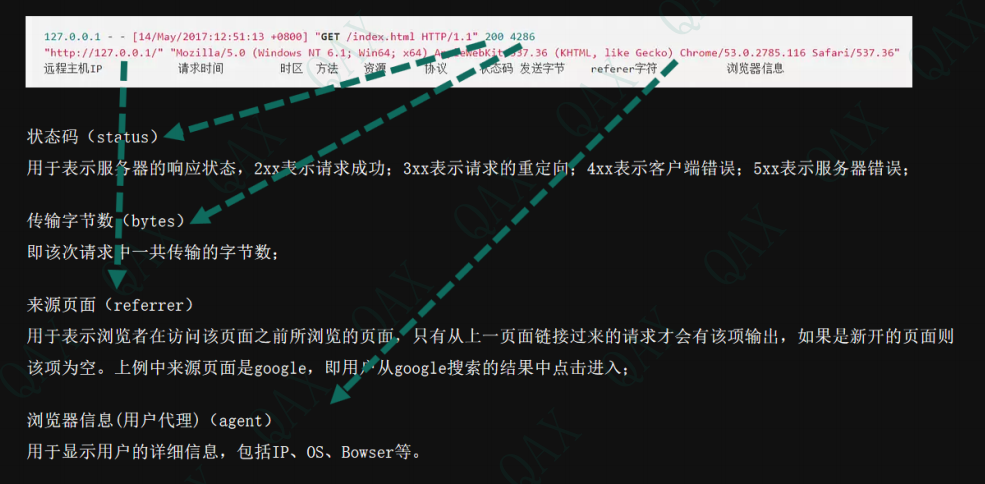 127.0.0.1 - - [14/May/2017:12:51:13 +0800] "GET /index.html HTTP/1.1" 200 4286
"http://127.0.0.1/" "Mozilla/5.0 (Windows NT 6.1; Win64; x64) AppleWebKit/537.36 (KHTML, like Gecko) Chrome/53.0.2785.116 Safari/537.36"
远程主机IP 请求时间 时区 方法 资源 协议 状态码 发送字节 referer字符 浏览器信息
状态码（status）
用于表示服务器的响应状态，2xx表示请求成功；3xx表示请求的重定向；4xx表示客户端错误；5xx表示服务器错误；
传输字节数（bytes）
即该次请求中一共传输的字节数；
来源页面（referrer）
用于表示浏览者在访问该页面之前所浏览的页面，只有从上一页面链接过来的请求才会有该项输出，如果是新开的页面则
该项为空。上例中来源页面是google，即用户从google搜索的结果中点击进入；
浏览器信息(用户代理)（agent）
用于显示用户的详细信息，包括IP、OS、Bowser等。
QAX
QAX
QAX
QAX
QAX
QAX
QAX
QAX
QAX
QAX
QAX